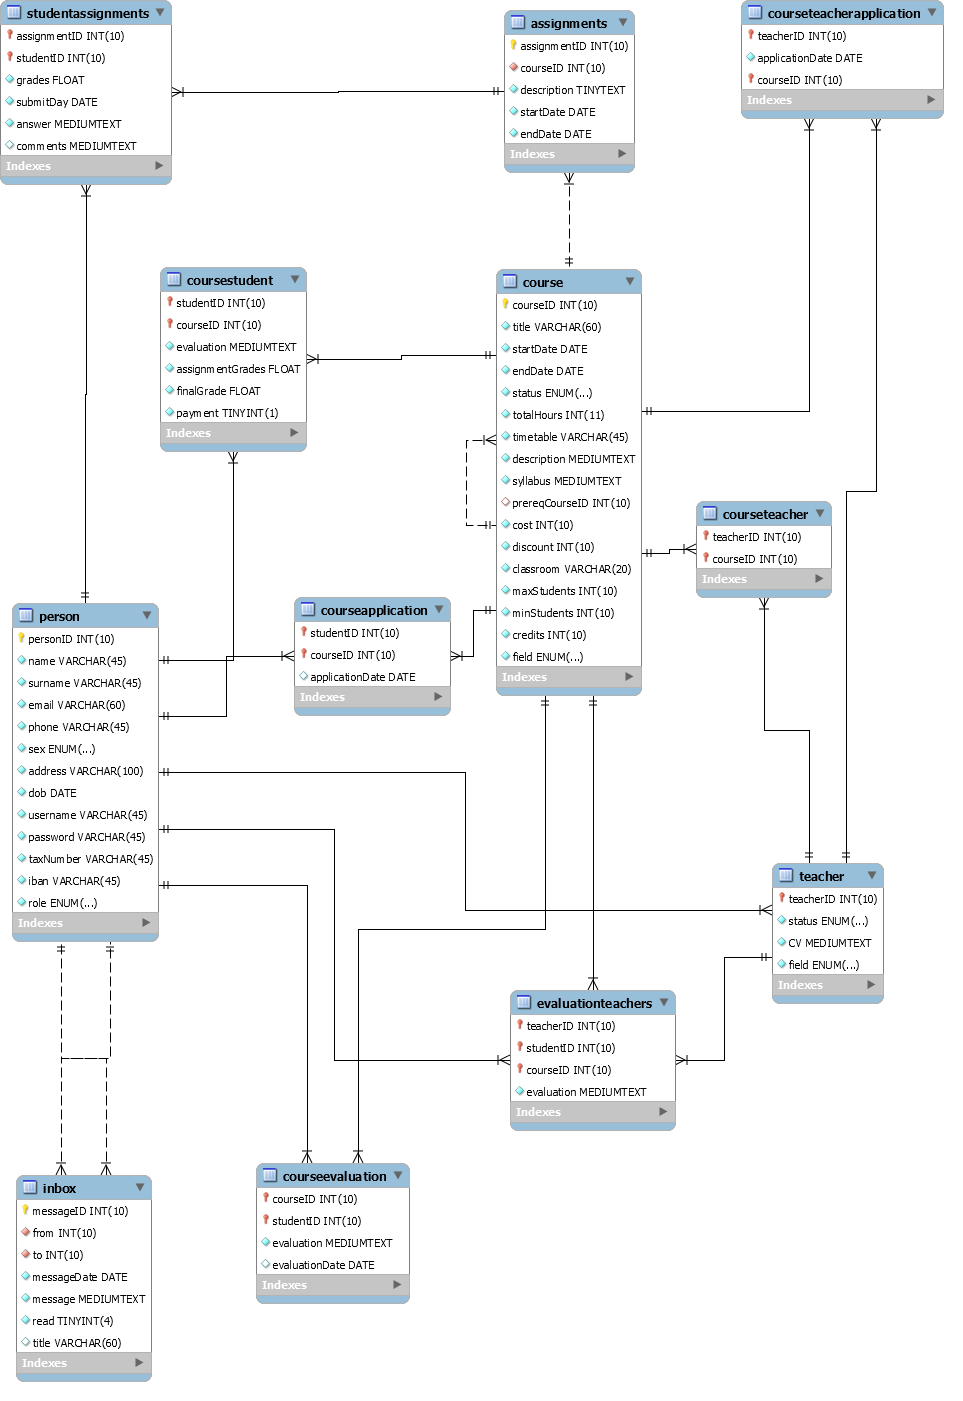 studentassignments
assignmentID INT(10)
studentID INT(10)
grades FLOAT
submitDay DATE
answer MEDIUMTEXT
comments MEDIUMTEXT
Indexes
assignments
assignmentID INT(10)
courseID INT(10)
description TINYTEXT
startDate DATE
endDate DATE
Indexes
courseteacherapplication
teacherID INT(10)
applicationDate DATE
courseID INT(10)
Indexes
coursestudent
studentID INT(10)
courseID INT(10)
evaluation MEDIUMTEXT
assignmentGrades FLOAT
finalGrade FLOAT
payment TINYINT(1)
Indexes
course
courseID INT(10)
title VARCHAR(60)
startDate DATE
endDate DATE
status ENUM(...)
totalHours INT(11)
timetable VARCHAR(45)
description MEDIUMTEXT
syllabus MEDIUMTEXT
prereqCourseID INT(10)
cost INT(10)
discount INT(10)
classroom VARCHAR(20)
maxStudents INT(10)
minStudents INT(10)
credits INT(10)
field ENUM(...)
Indexes
courseteacher
teacherID INT(10)
courseID INT(10)
Indexes
person
personID INT(10)
name VARCHAR(45)
surname VARCHAR(45)
email VARCHAR(60)
phone VARCHAR(45)
sex ENUM(...)
address VARCHAR(100)
dob DATE
username VARCHAR(45)
password VARCHAR(45)
taxNumber VARCHAR(45)
iban VARCHAR(45)
role ENUM(...)
Indexes
courseapplication
studentID INT(10)
courseID INT(10)
applicationDate DATE
Indexes
teacher
teacherID INT(10)
status ENUM(...)
CV MEDIUMTEXT
field ENUM(...)
Indexes
evaluationteachers
teacherID INT(10)
studentID INT(10)
courseID INT(10)
evaluation MEDIUMTEXT
Indexes
inbox
messageID INT(10)
from INT(10)
to INT(10)
messageDate DATE
message MEDIUMTEXT
read TINYINT(4)
title VARCHAR(60)
Indexes
courseevaluation
courseID INT(10)
studentID INT(10)
evaluation MEDIUMTEXT
evaluationDate DATE
Indexes